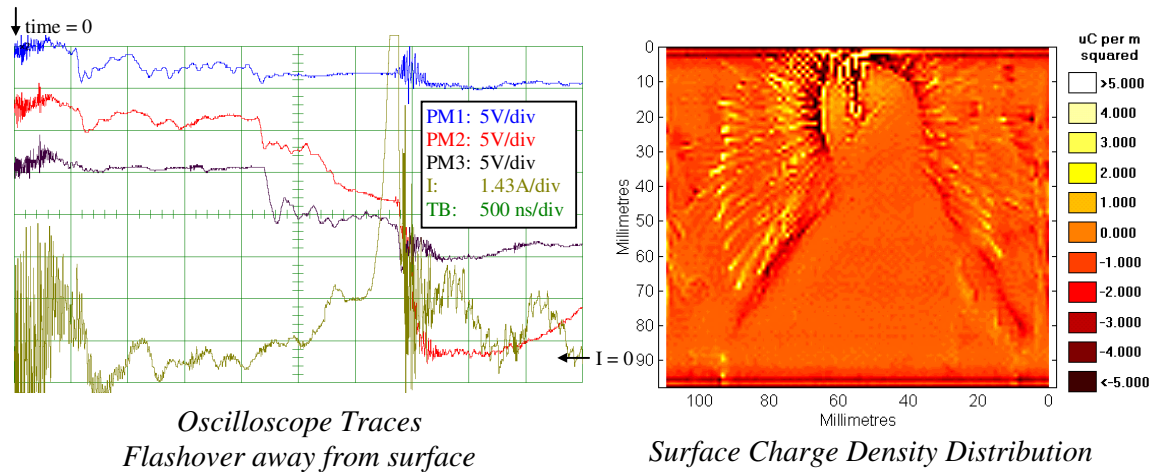 time = 0
PM1: 5V/div
PM2: 5V/div
PM3: 5V/div
I: 1.43A/div
TB: 500 ns/div
I = 0
Oscilloscope Traces
Flashover away from surface
0
10
20
30
40
50
60
70
80
90
Millimetres
100 80 60 40 20 0
Millimetres
uC per m
squared
>5.000
4.000
3.000
2.000
1.000
0.000
-1.000
-2.000
-3.000
-4.000
<-5.000
Surface Charge Density Distribution